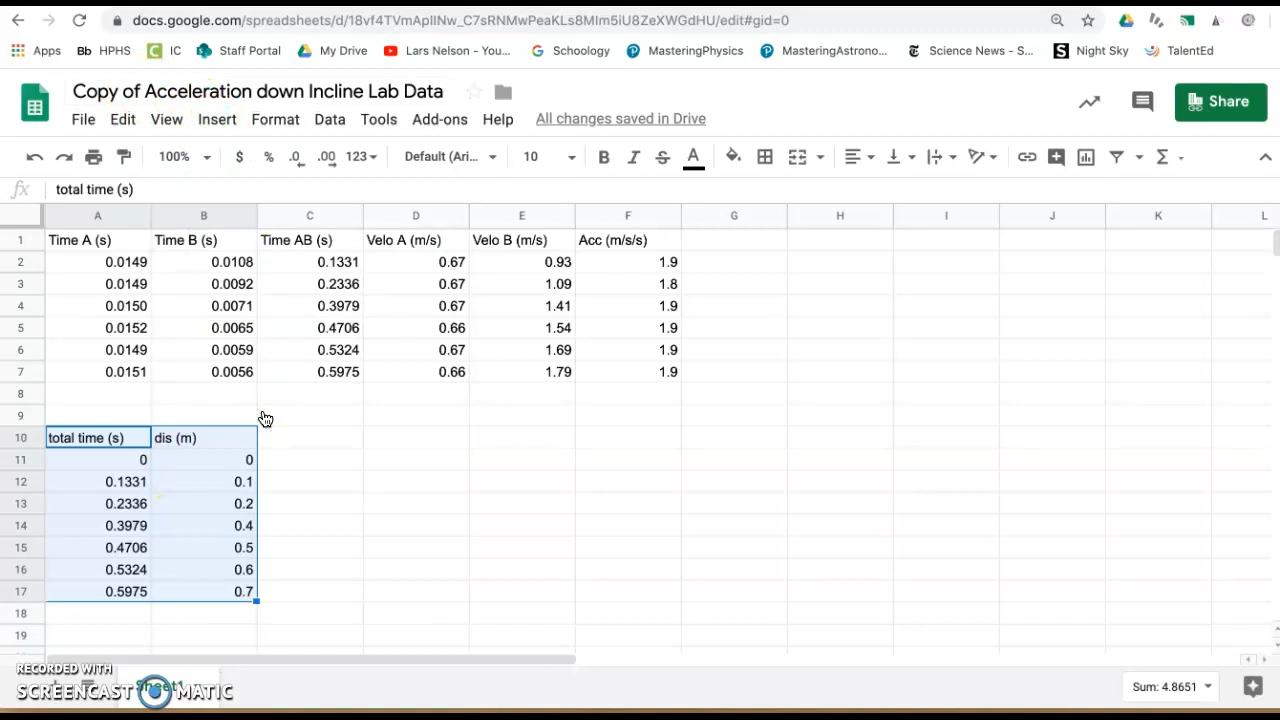 docs.google.com/spreadsheets/d/18vf4TVmApIlNw_C7sRNMwPeaKLs8MIm5iU8ZeXWGdHU/edit#gid=0
Apps Bb HPHS C IC Staff Portal My Drive Lars Nelson - You... Schoology MasteringPhysics MasteringAstrono... Science News - S... Night Sky TalentEd
Copy of Acceleration down Incline Lab Data
Share
File Edit View Insert Format Data Tools Add-ons Help All changes saved in Drive
100% $ % .0 .00 123 Default (Ari... 10 B I S A Σ
fx total time (s)
A B C D E F G H I J K L
1 Time A (s) Time B (s) Time AB (s) Velo A (m/s) Velo B (m/s) Acc (m/s/s)
2 0.0149 0.0108 0.1331 0.67 0.93 1.9
3 0.0149 0.0092 0.2336 0.67 1.09 1.8
4 0.0150 0.0071 0.3979 0.67 1.41 1.9
5 0.0152 0.0065 0.4706 0.66 1.54 1.9
6 0.0149 0.0059 0.5324 0.67 1.69 1.9
7 0.0151 0.0056 0.5975 0.66 1.79 1.9
8
9
10 total time (s) dis (m)
11 0 0
12 0.1331 0.1
13 0.2336 0.2
14 0.3979 0.4
15 0.4706 0.5
16 0.5324 0.6
17 0.5975 0.7
18
19
RECORDED WITH
SCREENCAST MATIC
Sheet1
Sum: 4.8651